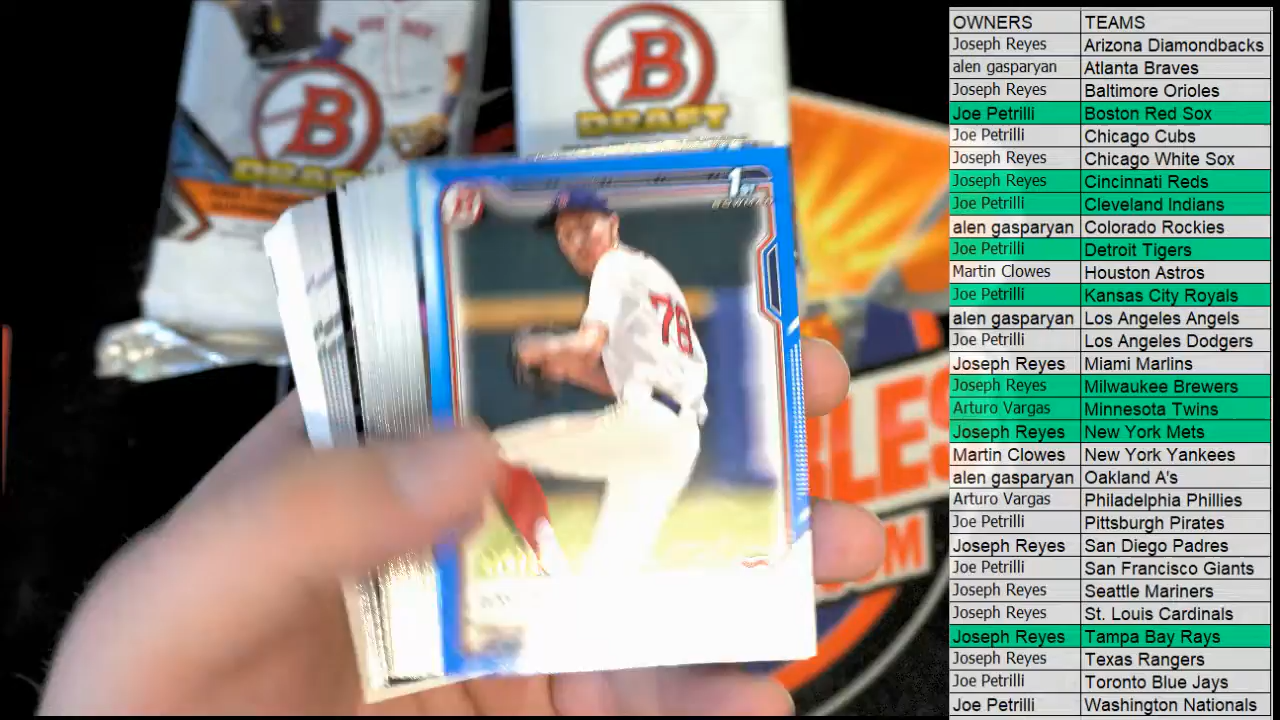 B
DRAFT
B
DRAFT
B
1ST
BOWMAN
78
BLES
.COM
OWNERS TEAMS
Joseph Reyes Arizona Diamondbacks
alen gasparyan Atlanta Braves
Joseph Reyes Baltimore Orioles
Joe Petrilli Boston Red Sox
Joe Petrilli Chicago Cubs
Joseph Reyes Chicago White Sox
Joseph Reyes Cincinnati Reds
Joe Petrilli Cleveland Indians
alen gasparyan Colorado Rockies
Joe Petrilli Detroit Tigers
Martin Clowes Houston Astros
Joe Petrilli Kansas City Royals
alen gasparyan Los Angeles Angels
Joe Petrilli Los Angeles Dodgers
Joseph Reyes Miami Marlins
Joseph Reyes Milwaukee Brewers
Arturo Vargas Minnesota Twins
Joseph Reyes New York Mets
Martin Clowes New York Yankees
alen gasparyan Oakland A's
Arturo Vargas Philadelphia Phillies
Joe Petrilli Pittsburgh Pirates
Joseph Reyes San Diego Padres
Joe Petrilli San Francisco Giants
Joseph Reyes Seattle Mariners
Joseph Reyes St. Louis Cardinals
Joseph Reyes Tampa Bay Rays
Joseph Reyes Texas Rangers
Joe Petrilli Toronto Blue Jays
Joe Petrilli Washington Nationals